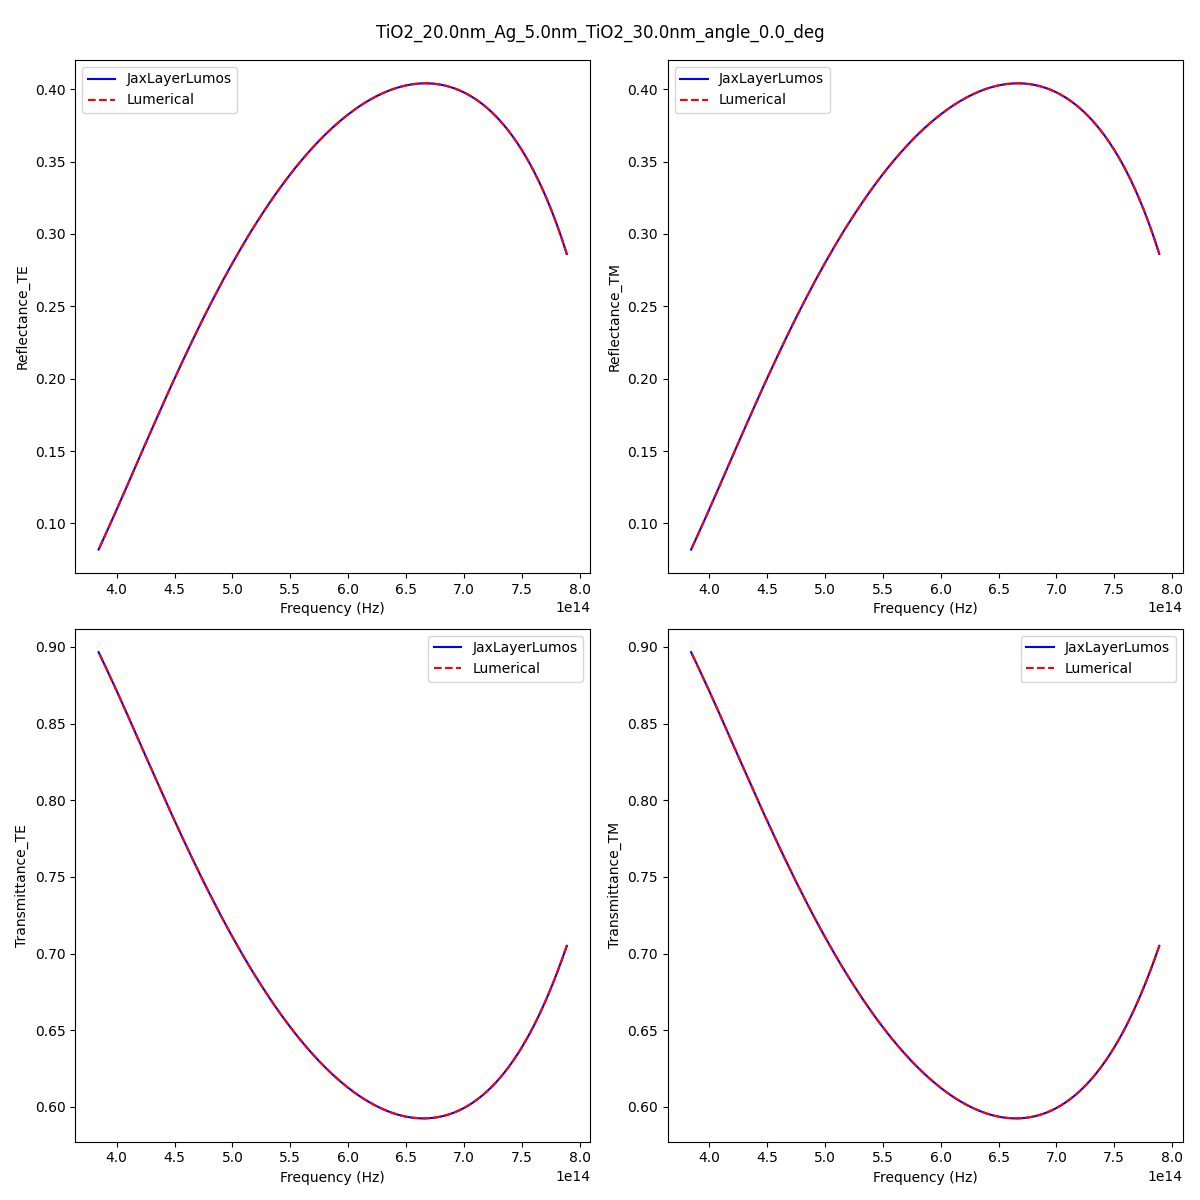 TiO2_20.0nm_Ag_5.0nm_TiO2_30.0nm_angle_0.0_deg
JaxLayerLumos
Lumerical
Reflectance_TE
0.40
0.35
0.30
0.25
0.20
0.15
0.10
4.0 4.5 5.0 5.5 6.0 6.5 7.0 7.5 8.0
1e14
Frequency (Hz)
JaxLayerLumos
Lumerical
Reflectance_TM
0.40
0.35
0.30
0.25
0.20
0.15
0.10
4.0 4.5 5.0 5.5 6.0 6.5 7.0 7.5 8.0
1e14
Frequency (Hz)
JaxLayerLumos
Lumerical
Transmittance_TE
0.90
0.85
0.80
0.75
0.70
0.65
0.60
4.0 4.5 5.0 5.5 6.0 6.5 7.0 7.5 8.0
1e14
Frequency (Hz)
JaxLayerLumos
Lumerical
Transmittance_TM
0.90
0.85
0.80
0.75
0.70
0.65
0.60
4.0 4.5 5.0 5.5 6.0 6.5 7.0 7.5 8.0
1e14
Frequency (Hz)